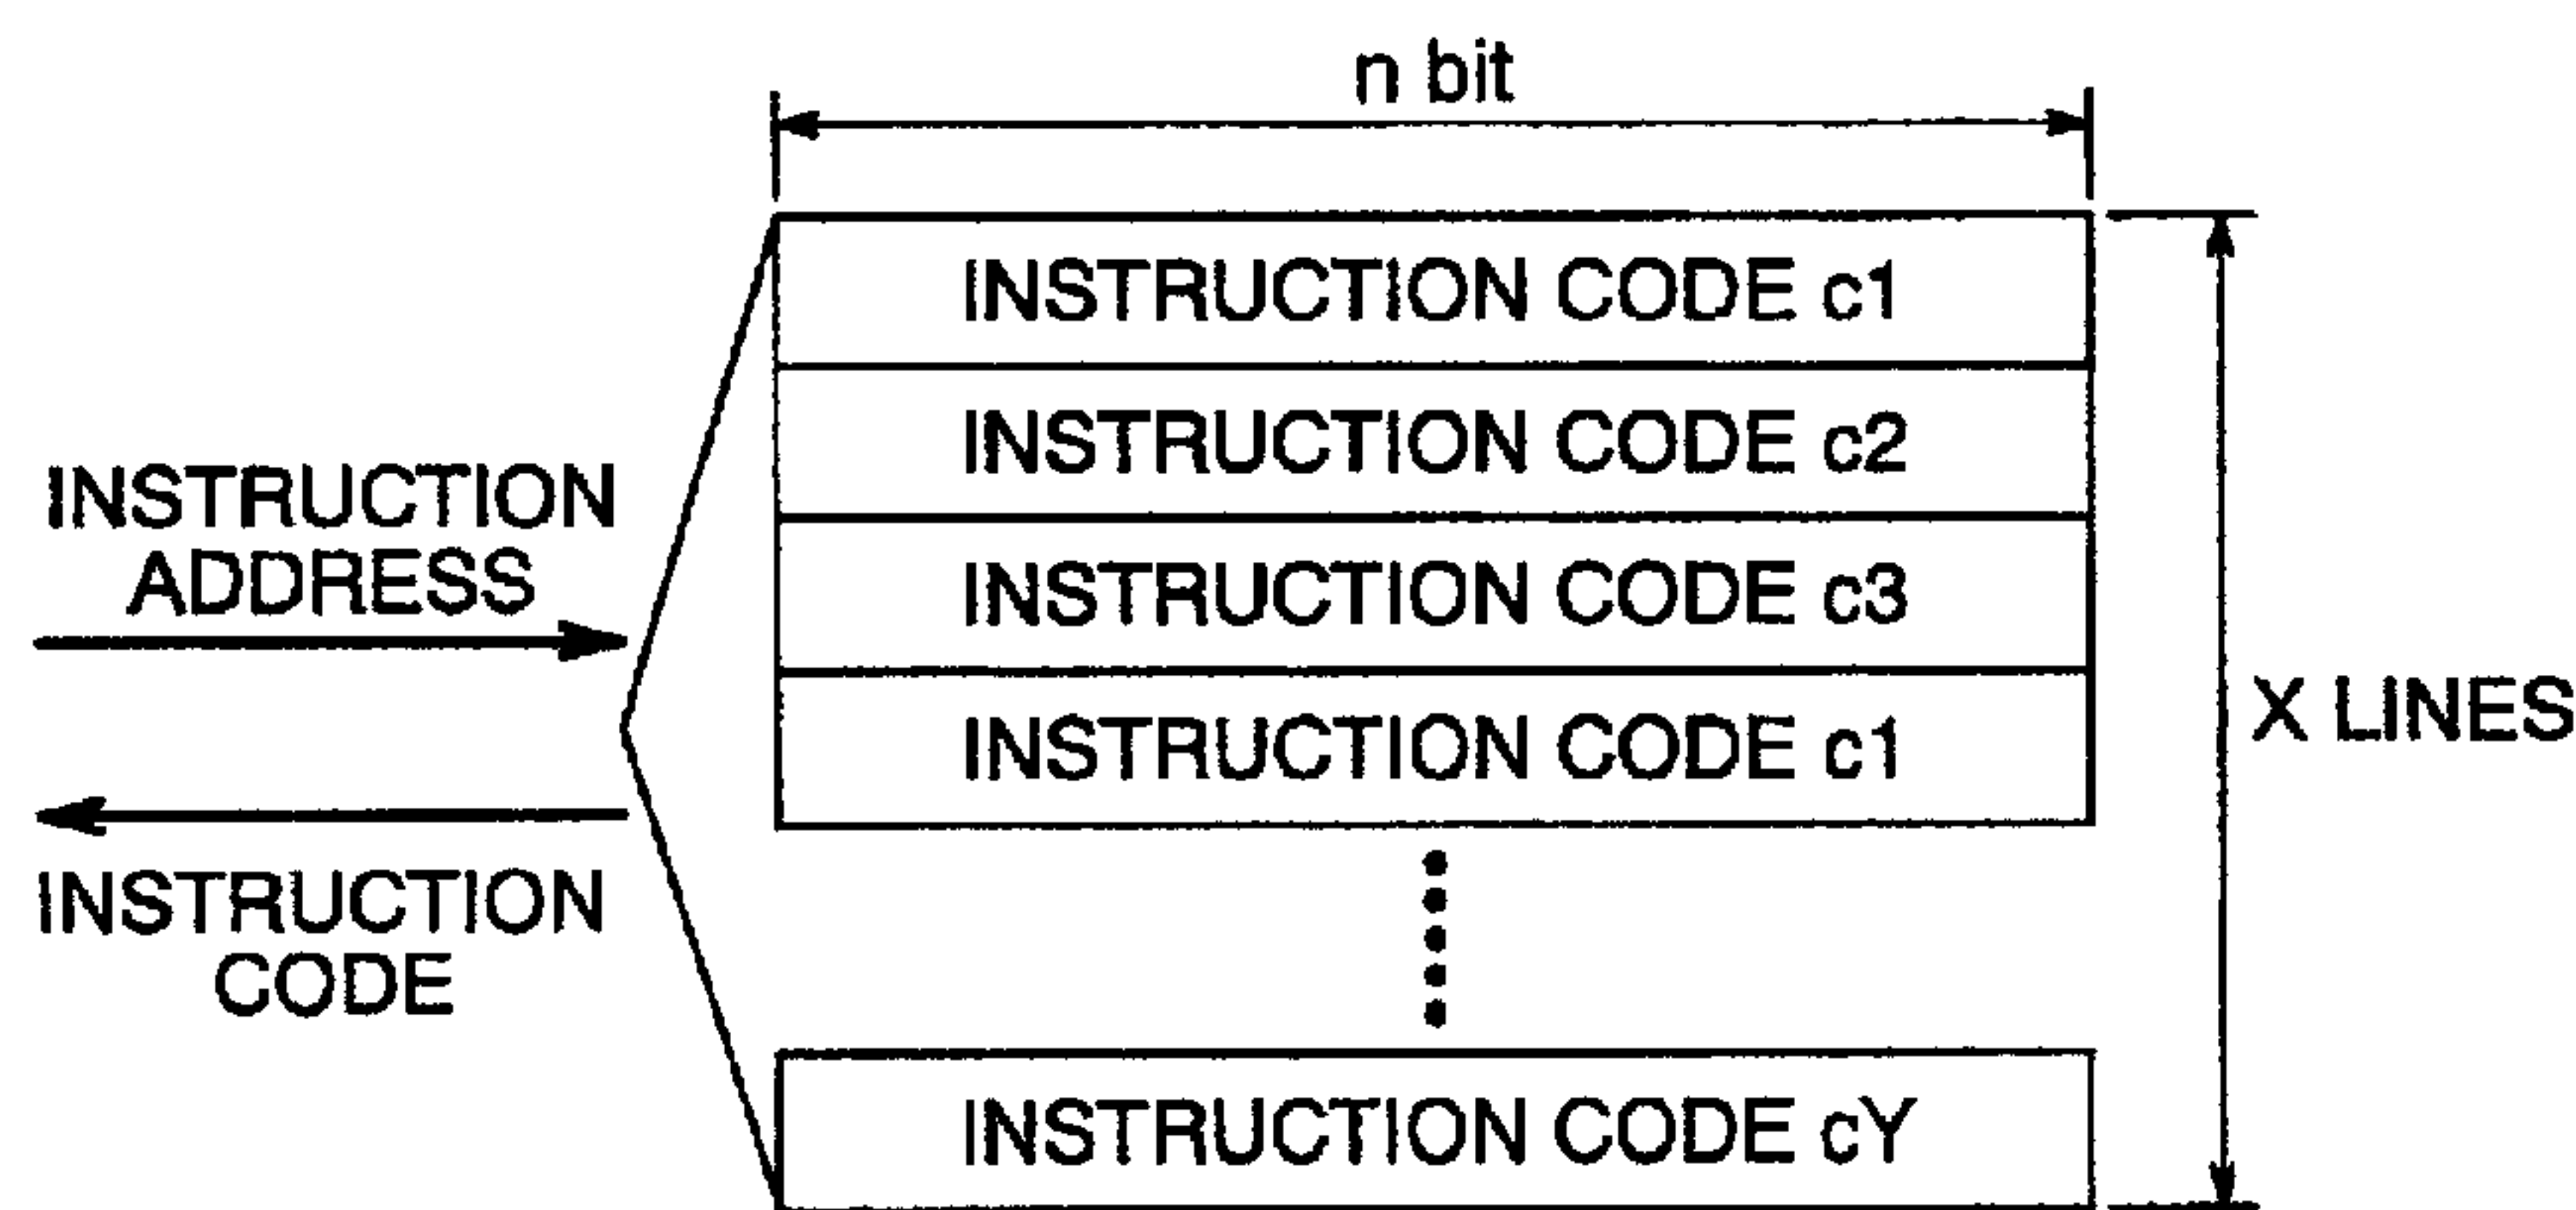 n bit
INSTRUCTION CODE c1
INSTRUCTION CODE c2
INSTRUCTION
ADDRESS
INSTRUCTION CODE c3
INSTRUCTION CODE c1
X LINES
INSTRUCTION
CODE
INSTRUCTION CODE cY